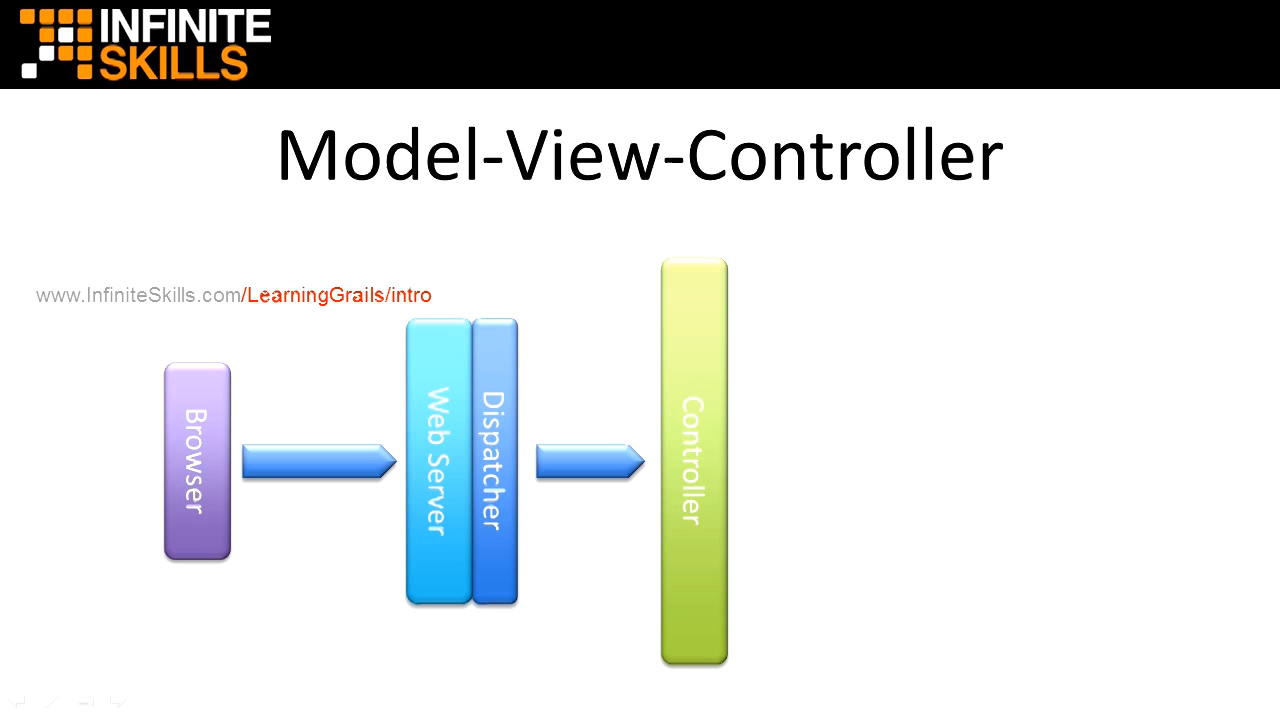 INFINITE
SKILLS
Model-View-Controller
www.InfiniteSkills.com/LearningGrails/intro
Browser
Web Server
Dispatcher
Controller